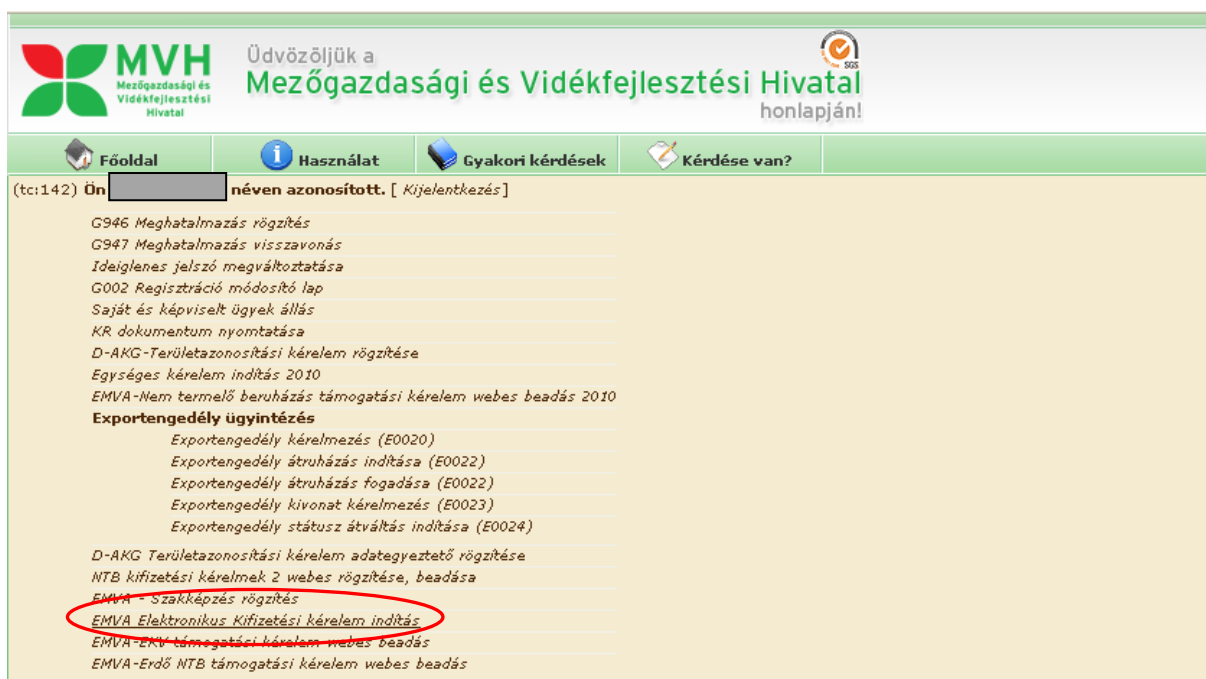 MVH
Mezőgazdasági és
Vidékfejlesztési
Hivatal
Üdvözöljük a
Mezőgazdasági és Vidékfejlesztési Hivatal
honlapján!
SGS
Főoldal
Használat
Gyakori kérdések
Kérdése van?
(tc:142) Ön néven azonosított. [ Kijelentkezés]
G946 Meghatalmazás rögzítés
G947 Meghatalmazás visszavonás
Ideiglenes jelszó megváltoztatása
G002 Regisztráció módosító lap
Saját és képviselt ügyek állás
KR dokumentum nyomtatása
D-AKG-Területazonosítási kérelem rögzítése
Egységes kérelem indítás 2010
EMVA-Nem termelő beruházás támogatási kérelem webes beadás 2010
Exportengedély ügyintézés
Exportengedély kérelmezés (E0020)
Exportengedély átruházás indítása (E0022)
Exportengedély átruházás fogadása (E0022)
Exportengedély kivonat kérelmezés (E0023)
Exportengedély státusz átváltás indítása (E0024)
D-AKG Területazonosítási kérelem adategyeztető rögzítése
NTB kifizetési kérelmek 2 webes rögzítése, beadása
EMVA - Szakképzés rögzítés
EMVA Elektronikus Kifizetési kérelem indítás
EMVA-EKV támogatási kérelem webes beadás
EMVA-Erdő NTB támogatási kérelem webes beadás